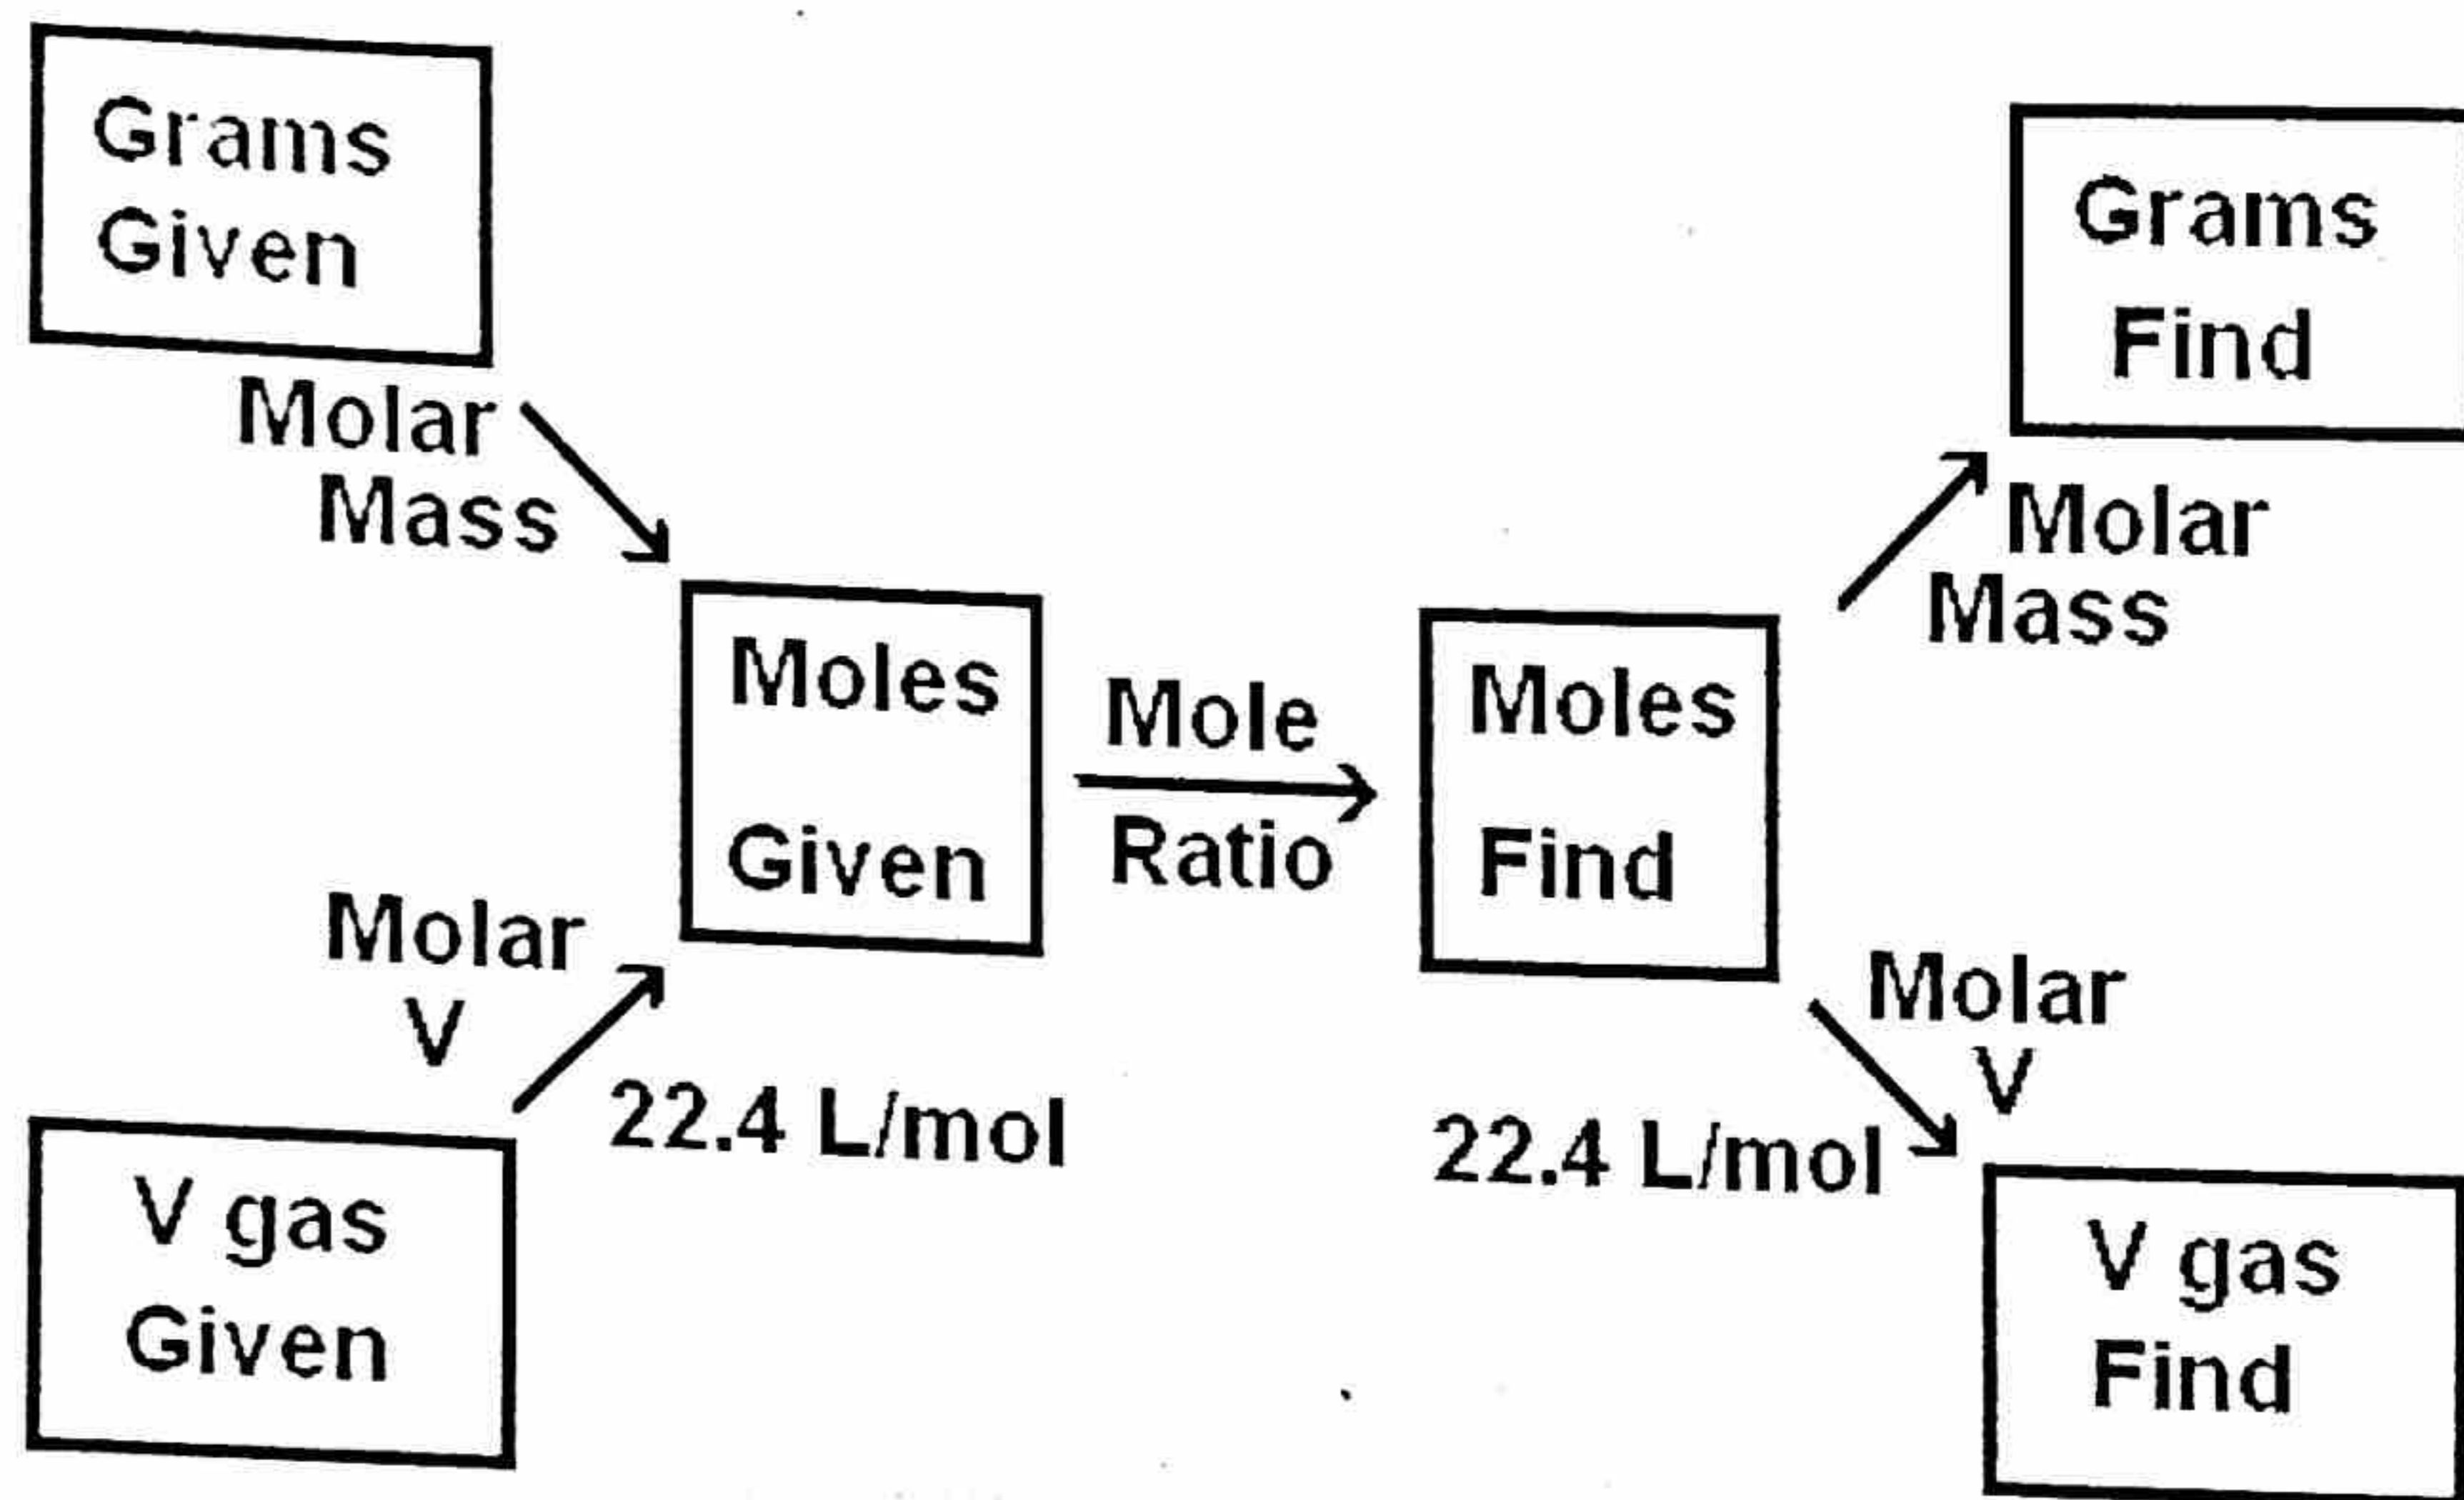 Grams
Given
Molar
Mass
Grams
Find
Molar
Mass
Moles
Given
Mole
Ratio
Moles
Find
Molar
V
22.4 L/mol
Molar
V
22.4 L/mol
V gas
Given
V gas
Find